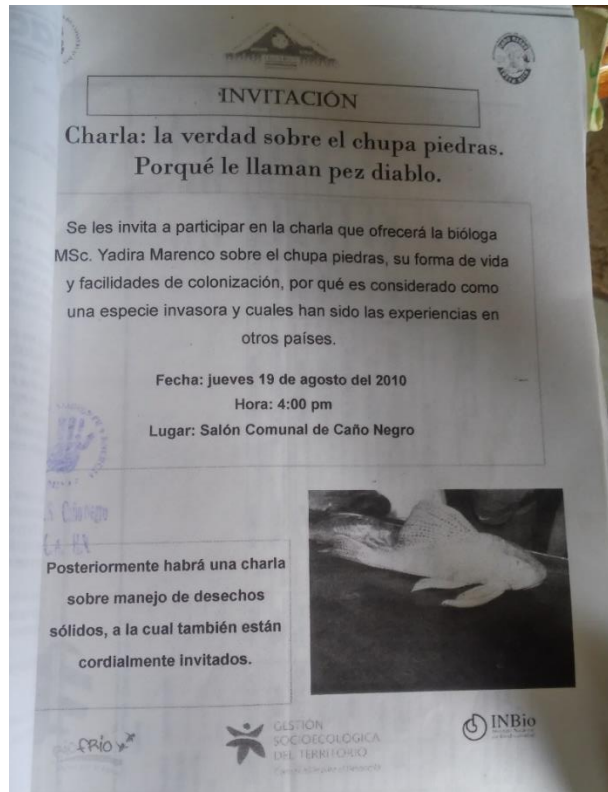 INVITACIÓN
Charla: la verdad sobre el chupa piedras.
Porqué le llaman pez diablo.
Se les invita a participar en la charla que ofrecerá la bióloga
MSc. Yadira Marenco sobre el chupa piedras, su forma de vida
y facilidades de colonización, por qué es considerado como
una especie invasora y cuales han sido las experiencias en
otros países.
Fecha: jueves 19 de agosto del 2010
Hora: 4:00 pm
Lugar: Salón Comunal de Caño Negro
Posteriormente habrá una charla
sobre manejo de desechos
sólidos, a la cual también están
cordialmente invitados.
FRÍO
GESTIÓN
SOCIOECOLÓGICA
DEL TERRITORIO
INBio